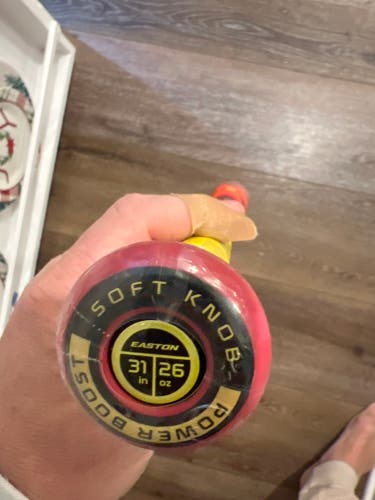 SOFT KNOB
EASTON
31 26
in oz
POWER BOOST